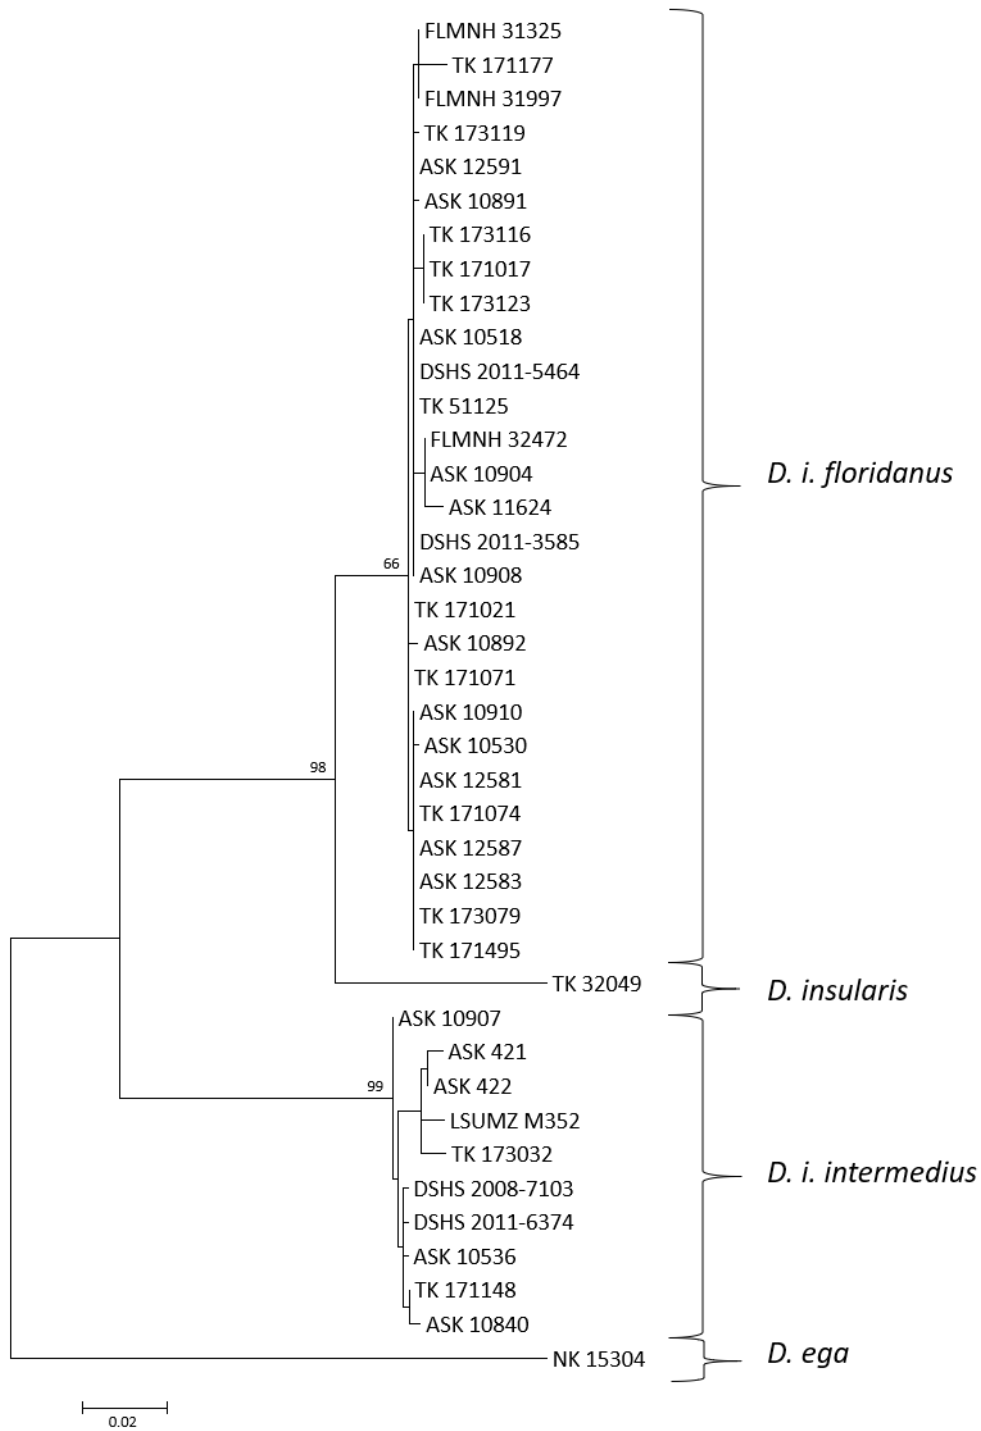 FLMNH 31325
TK 171177
FLMNH 31997
TK 173119
ASK 12591
ASK 10891
TK 173116
TK 171017
TK 173123
ASK 10518
DSHS 2011-5464
TK 51125
FLMNH 32472
ASK 10904
D. i. floridanus
ASK 11624
DSHS 2011-3585
66
ASK 10908
TK 171021
ASK 10892
TK 171071
ASK 10910
ASK 10530
98
ASK 12581
TK 171074
ASK 12587
ASK 12583
TK 173079
TK 171495
TK 32049
D. insularis
ASK 10907
ASK 421
99
ASK 422
LSUMZ M352
TK 173032
D. i. intermedius
DSHS 2008-7103
DSHS 2011-6374
ASK 10536
TK 171148
ASK 10840
NK 15304
D. ega
0.02